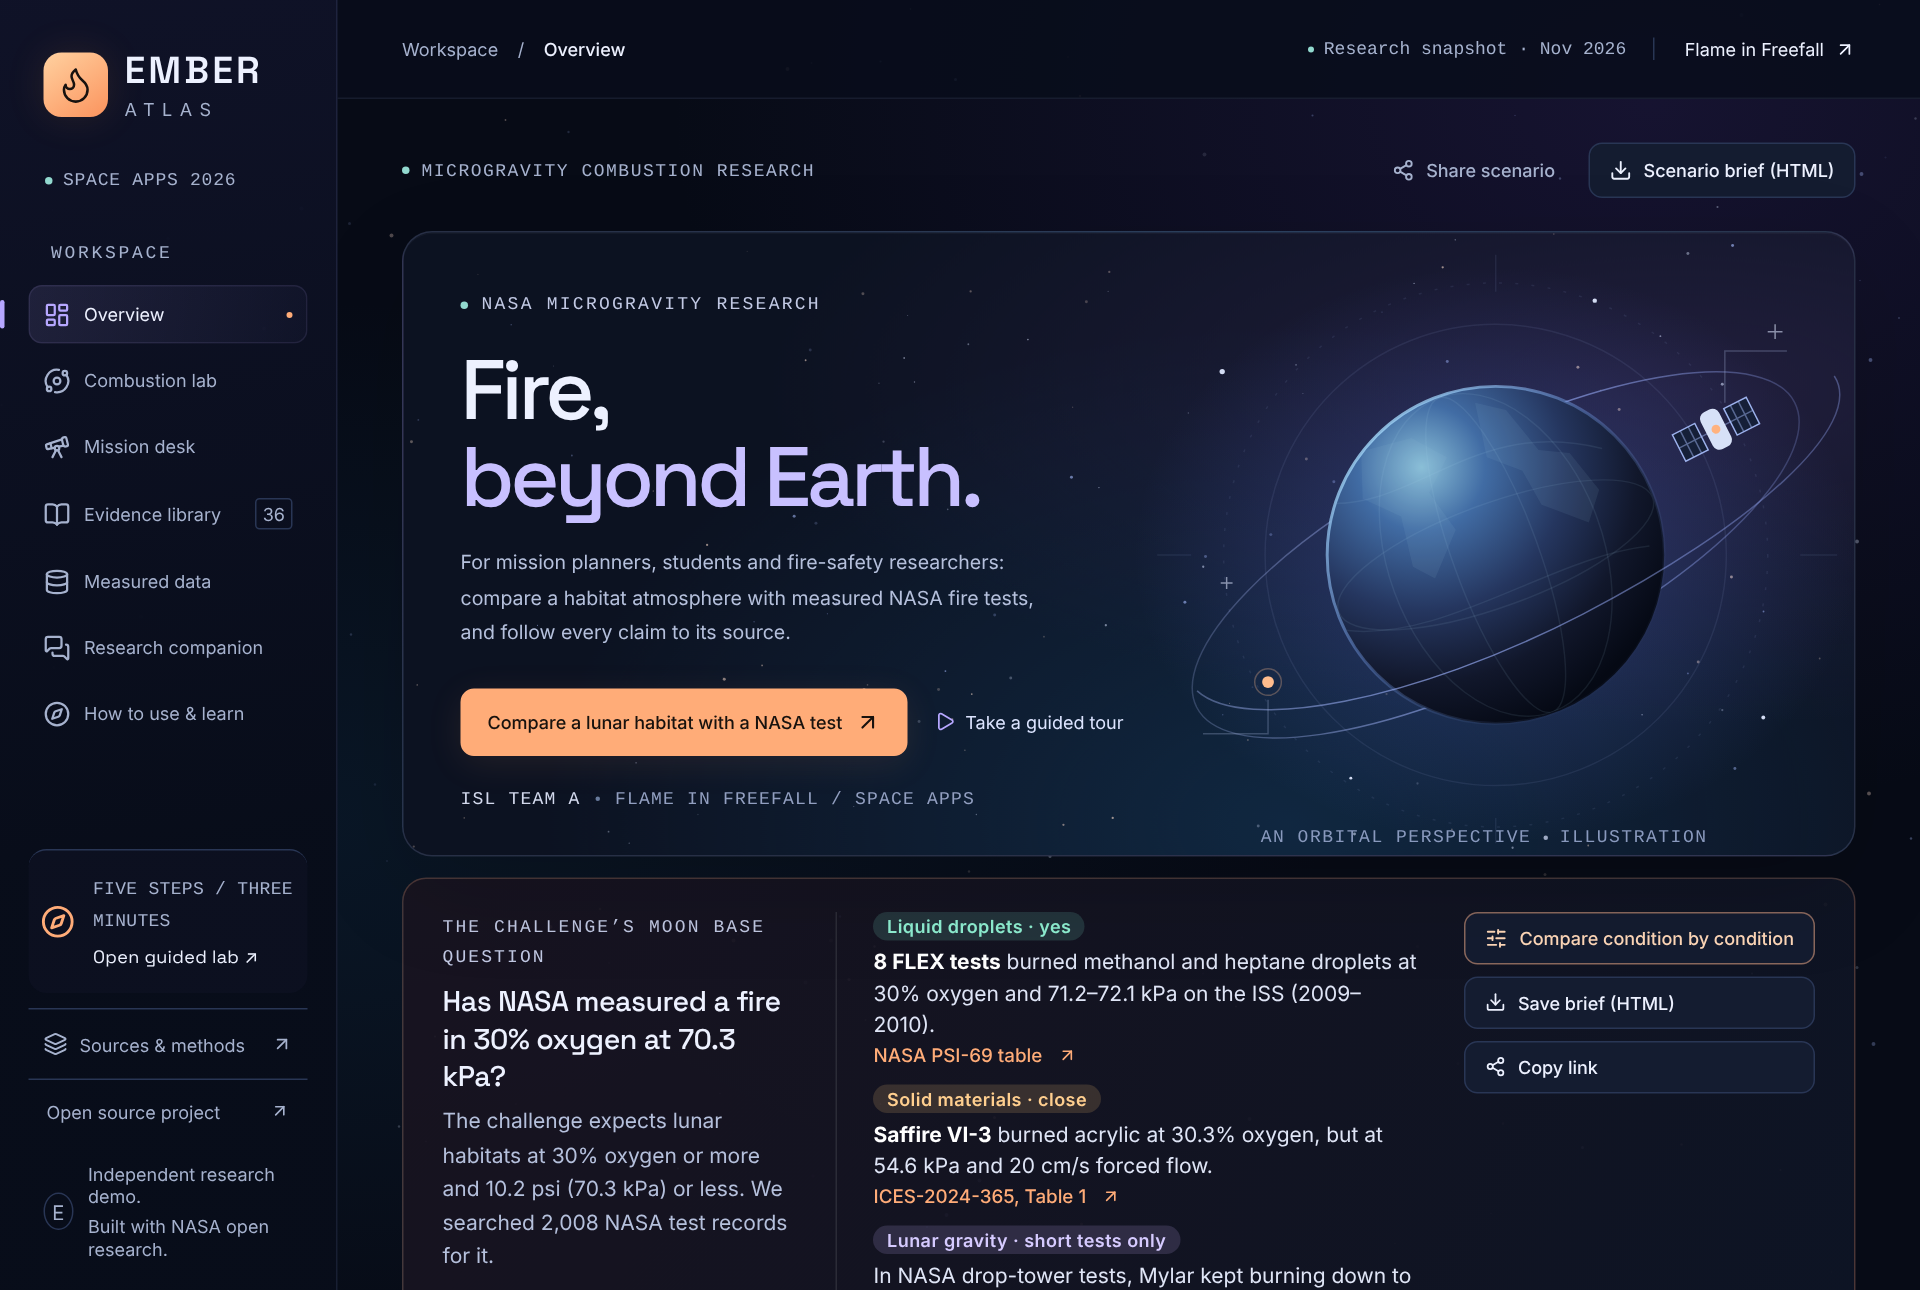 EMBER
ATLAS
SPACE APPS 2026
WORKSPACE
Overview
Combustion lab
Mission desk
Evidence library 36
Measured data
Research companion
How to use & learn
FIVE STEPS / THREE
MINUTES
Open guided lab
Sources & methods
Open source project
E
Independent research
demo.
Built with NASA open
research.
Workspace / Overview
Research snapshot · Nov 2026
Flame in Freefall
MICROGRAVITY COMBUSTION RESEARCH
Share scenario
Scenario brief (HTML)
NASA MICROGRAVITY RESEARCH
Fire,
beyond Earth.
For mission planners, students and fire-safety researchers:
compare a habitat atmosphere with measured NASA fire tests,
and follow every claim to its source.
Compare a lunar habitat with a NASA test
Take a guided tour
ISL TEAM A • FLAME IN FREEFALL / SPACE APPS
AN ORBITAL PERSPECTIVE • ILLUSTRATION
THE CHALLENGE’S MOON BASE
QUESTION
Has NASA measured a fire
in 30% oxygen at 70.3
kPa?
The challenge expects lunar
habitats at 30% oxygen or more
and 10.2 psi (70.3 kPa) or less. We
searched 2,008 NASA test records
for it.
Liquid droplets · yes
8 FLEX tests burned methanol and heptane droplets at
30% oxygen and 71.2–72.1 kPa on the ISS (2009–
2010).
NASA PSI-69 table
Solid materials · close
Saffire VI-3 burned acrylic at 30.3% oxygen, but at
54.6 kPa and 20 cm/s forced flow.
ICES-2024-365, Table 1
Lunar gravity · short tests only
In NASA drop-tower tests, Mylar kept burning down to
Compare condition by condition
Save brief (HTML)
Copy link